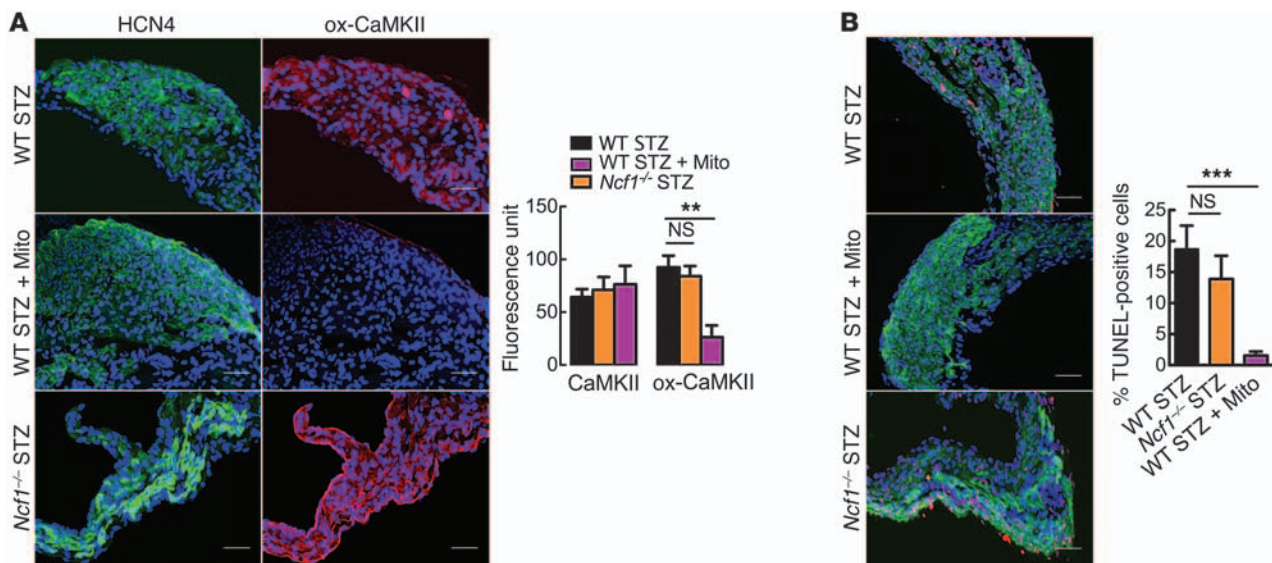 A
HCN4
ox-CaMKII
WT STZ
WT STZ + Mito
Ncf1-/- STZ
WT STZ
WT STZ + Mito
Ncf1-/- STZ
Fluorescence unit
150
100
50
0
**
NS
CaMKII
ox-CaMKII
B
WT STZ
WT STZ + Mito
Ncf1-/- STZ
% TUNEL-positive cells
25
20
15
10
5
0
***
NS
WT STZ
Ncf1-/- STZ
WT STZ + Mito